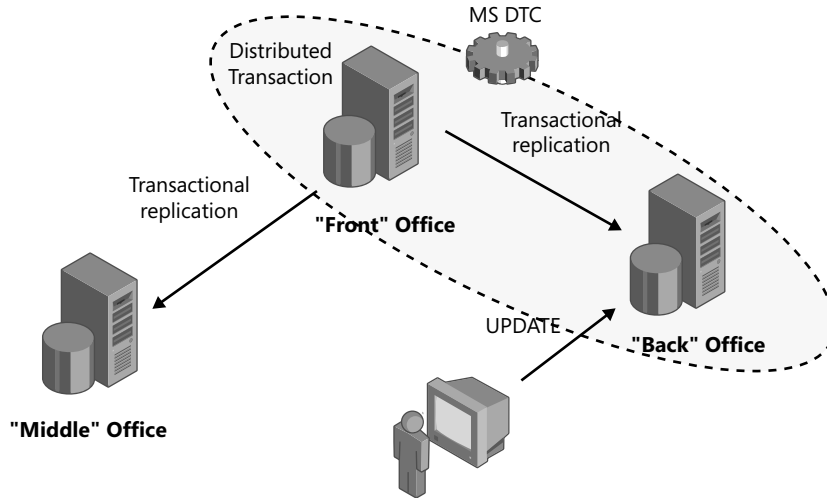 MS DTC
Distributed
Transaction
Transactional
replication
Transactional
replication
"Front" Office
UPDATE
"Back" Office
"Middle" Office